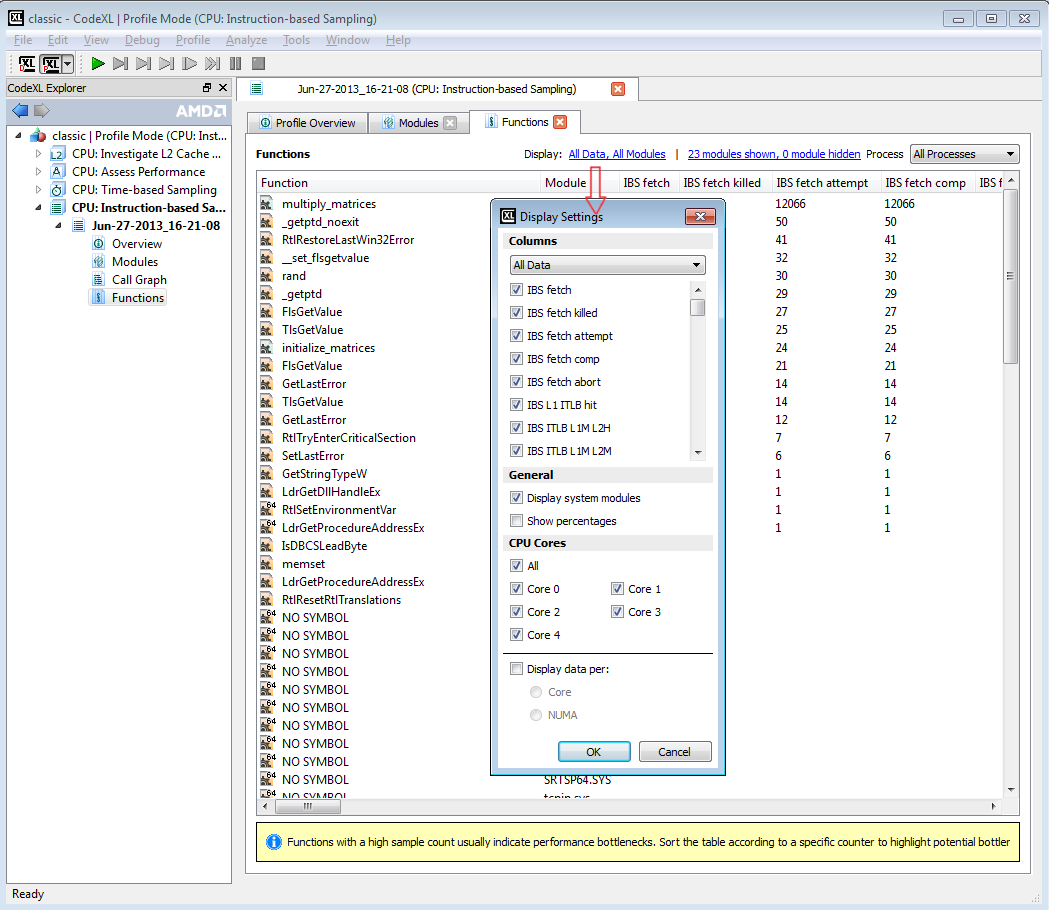 classic - CodeXL | Profile Mode (CPU: Instruction-based Sampling)
File Edit View Debug Profile Analyze Tools Window Help
CodeXL Explorer
AMD
classic | Profile Mode (CPU: Inst...
CPU: Investigate L2 Cache ...
CPU: Assess Performance
CPU: Time-based Sampling
CPU: Instruction-based Sa...
Jun-27-2013_16-21-08
Overview
Modules
Call Graph
Functions
Jun-27-2013_16-21-08 (CPU: Instruction-based Sampling)
Profile Overview Modules Functions
Functions Display: All Data, All Modules | 23 modules shown, 0 module hidden Process All Processes
Function Module IBS fetch IBS fetch killed IBS fetch attempt IBS fetch comp IBS f
multiply_matrices 12066 12066
_getptd_noexit 50 50
RtlRestoreLastWin32Error 41 41
__set_flsgetvalue 32 32
rand 30 30
_getptd 29 29
FlsGetValue 27 27
TlsGetValue 25 25
initialize_matrices 24 24
FlsGetValue 21 21
GetLastError 14 14
TlsGetValue 14 14
GetLastError 12 12
RtlTryEnterCriticalSection 7 7
SetLastError 6 6
GetStringTypeW 1 1
LdrGetDllHandleEx 1 1
RtlSetEnvironmentVar 1 1
LdrGetProcedureAddressEx 1 1
IsDBCSLeadByte
memset
LdrGetProcedureAddressEx
RtlResetRtlTranslations
NO SYMBOL
NO SYMBOL
NO SYMBOL
NO SYMBOL
NO SYMBOL
NO SYMBOL
NO SYMBOL
NO SYMBOL
NO SYMBOL
NO SYMBOL SRTSP64.SYS
NO SYMBOL tcpip.sys
Display Settings
Columns
All Data
IBS fetch
IBS fetch killed
IBS fetch attempt
IBS fetch comp
IBS fetch abort
IBS L1 ITLB hit
IBS ITLB L1M L2H
IBS ITLB L1M L2M
General
Display system modules
Show percentages
CPU Cores
All
Core 0 Core 1
Core 2 Core 3
Core 4
Display data per:
Core
NUMA
OK Cancel
Functions with a high sample count usually indicate performance bottlenecks. Sort the table according to a specific counter to highlight potential bottler
Ready